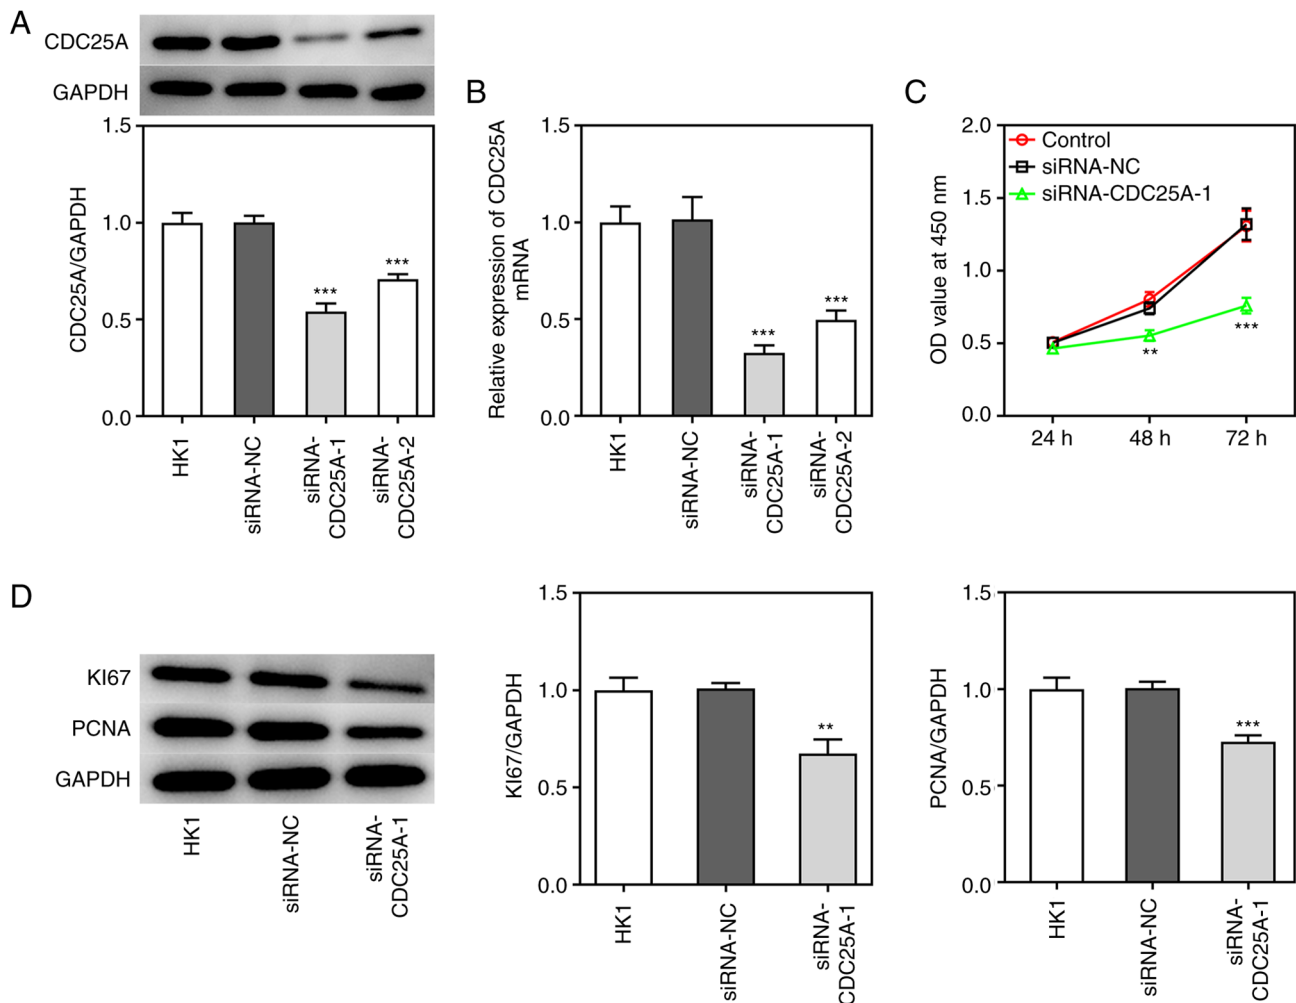 A
CDC25A
GAPDH
1.5
1.0
0.5
0.0
CDC25A/GAPDH
***
***
HK1
siRNA-NC
siRNA-
CDC25A-1
siRNA-
CDC25A-2
B
1.5
1.0
0.5
0.0
Relative expression of CDC25A
mRNA
***
***
HK1
siRNA-NC
siRNA-
CDC25A-1
siRNA-
CDC25A-2
C
2.0
1.5
1.0
0.5
0.0
OD value at 450 nm
Control
siRNA-NC
siRNA-CDC25A-1
**
***
24 h
48 h
72 h
D
KI67
PCNA
GAPDH
HK1
siRNA-NC
siRNA-
CDC25A-1
1.5
1.0
0.5
0.0
KI67/GAPDH
**
HK1
siRNA-NC
siRNA-
CDC25A-1
1.5
1.0
0.5
0.0
PCNA/GAPDH
***
HK1
siRNA-NC
siRNA-
CDC25A-1